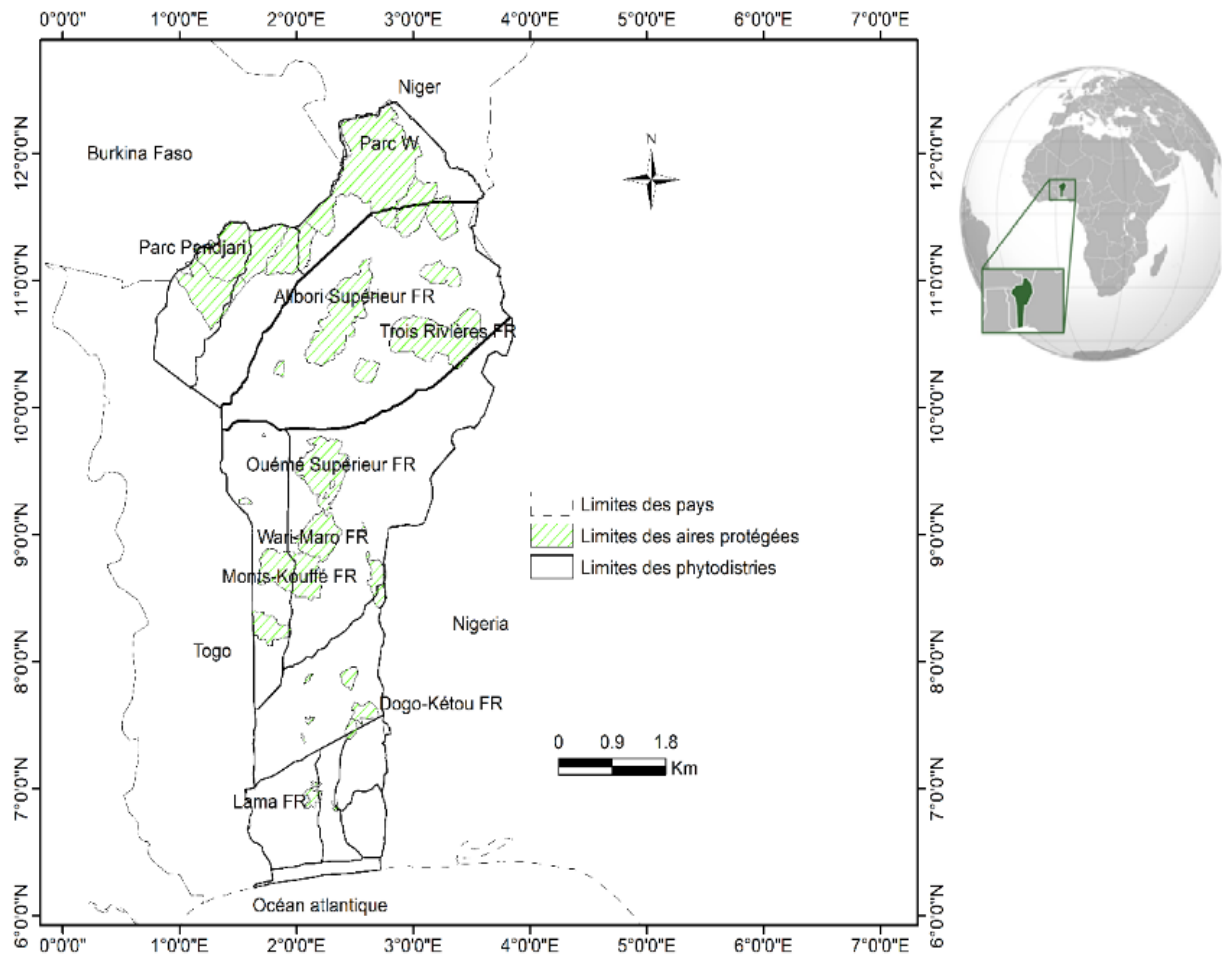 0°0'0" 1°0'0"E 2°0'0"E 3°0'0"E 4°0'0"E 5°0'0"E 6°0'0"E 7°0'0"E
Niger
Parc W
Burkina Faso
N
12°0'0"N
12°0'0"N
Parc Pendjari
11°0'0"N
11°0'0"N
Alibori Supérieur FR
Trois Rivières FR
10°0'0"N
10°0'0"N
Ouémé Supérieur FR
Limites des pays
Wari-Maro FR
Limites des aires protégées
9°0'0"N
9°0'0"N
Monts-Kouffé FR
Limites des phytodistries
Nigeria
Togo
8°0'0"N
8°0'0"N
Dogo-Kétou FR
0 0.9 1.8
Km
7°0'0"N
7°0'0"N
Lama FR
Océan atlantique
6°0'0"N
6°0'0"N
0°0'0" 1°0'0"E 2°0'0"E 3°0'0"E 4°0'0"E 5°0'0"E 6°0'0"E 7°0'0"E